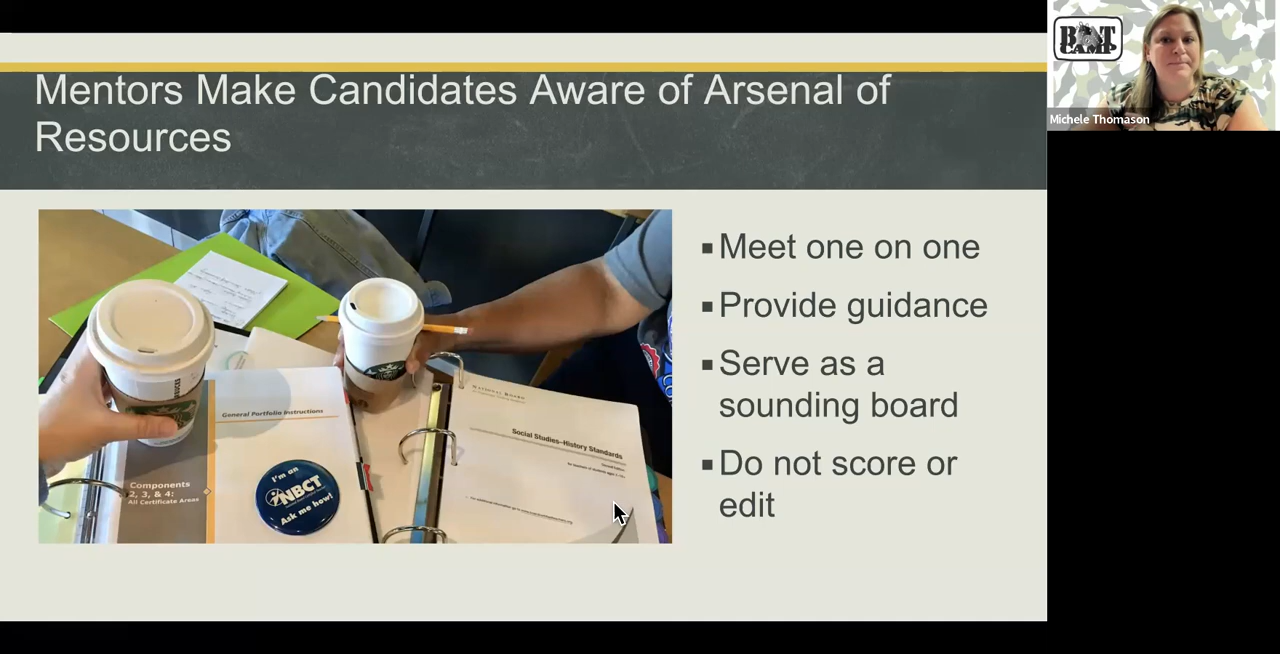 Mentors Make Candidates Aware of Arsenal of
Resources
Meet one on one
Provide guidance
Serve as a
sounding board
Do not score or
edit
General Portfolio Instructions
Components
2, 3, & 4:
All Certificate Areas
I'm an
NBCT
Ask me how!
NATIONAL BOARD
Social Studies–History Standards
BOOT
CAMP
Michele Thomason